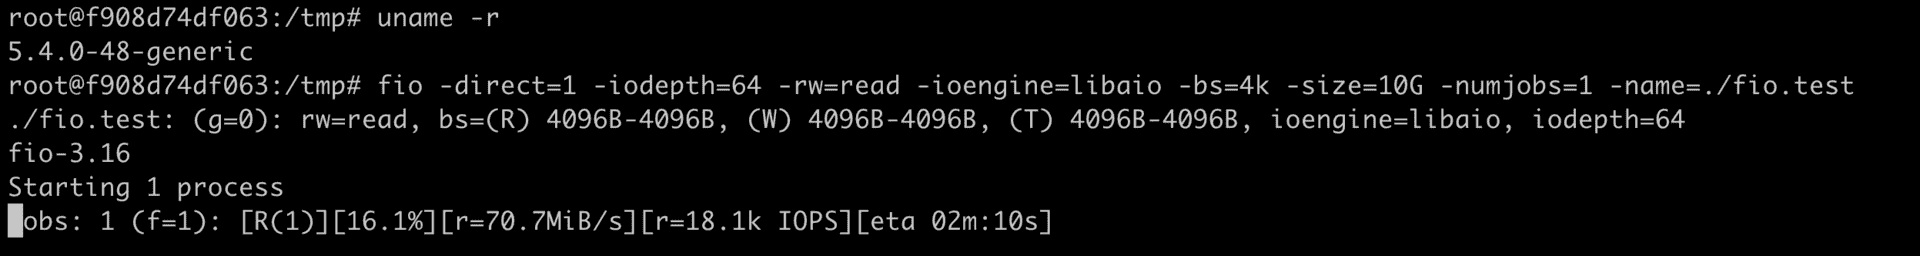 root@f908d74df063:/tmp# uname -r
5.4.0-48-generic
root@f908d74df063:/tmp# fio -direct=1 -iodepth=64 -rw=read -ioengine=libaio -bs=4k -size=10G -numjobs=1 -name=./fio.test
./fio.test: (g=0): rw=read, bs=(R) 4096B-4096B, (W) 4096B-4096B, (T) 4096B-4096B, ioengine=libaio, iodepth=64
fio-3.16
Starting 1 process
obs: 1 (f=1): [R(1)][16.1%][r=70.7MiB/s][r=18.1k IOPS][eta 02m:10s]